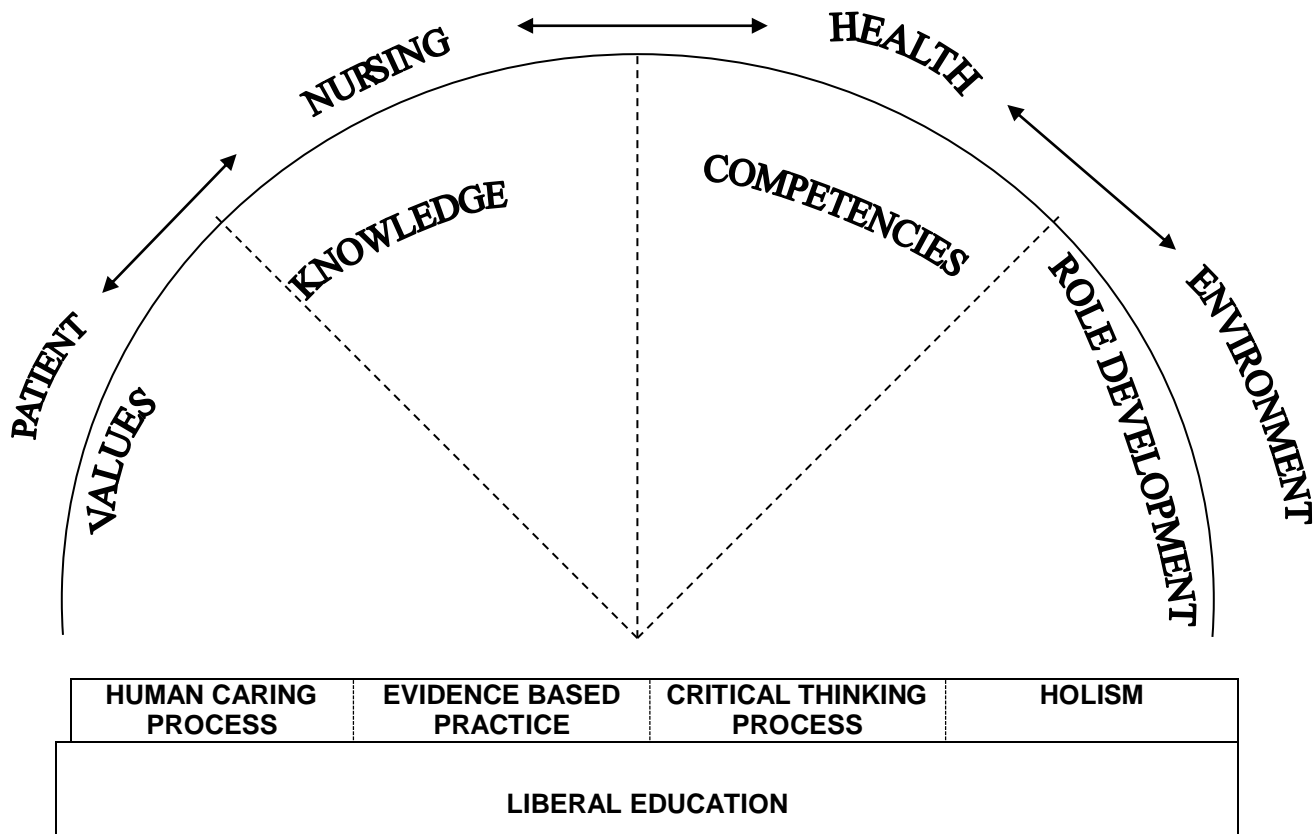 NURSING
HEALTH
PATIENT
ENVIRONMENT
VALUES
KNOWLEDGE
COMPETENCIES
ROLE DEVELOPMENT
HUMAN CARING
PROCESS
EVIDENCE BASED
PRACTICE
CRITICAL THINKING
PROCESS
HOLISM
LIBERAL EDUCATION